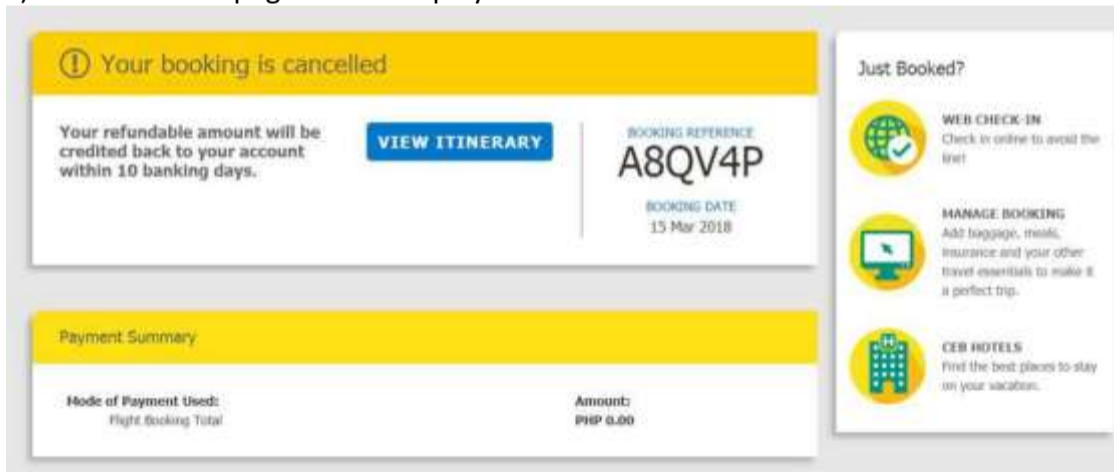 Your booking is cancelled
Your refundable amount will be
credited back to your account
within 10 banking days.
VIEW ITINERARY
BOOKING REFERENCE
A8QV4P
BOOKING DATE
15 Mar 2018
Payment Summary
Mode of Payment Used:
Flight Booking Total
Amount:
PHP 0.00
Just Booked?
WEB CHECK-IN
Check in online to avoid the
line!
MANAGE BOOKING
Add baggage, meals,
insurance and your other
travel essentials to make it
a perfect trip.
CEB HOTELS
Find the best places to stay
on your vacation.